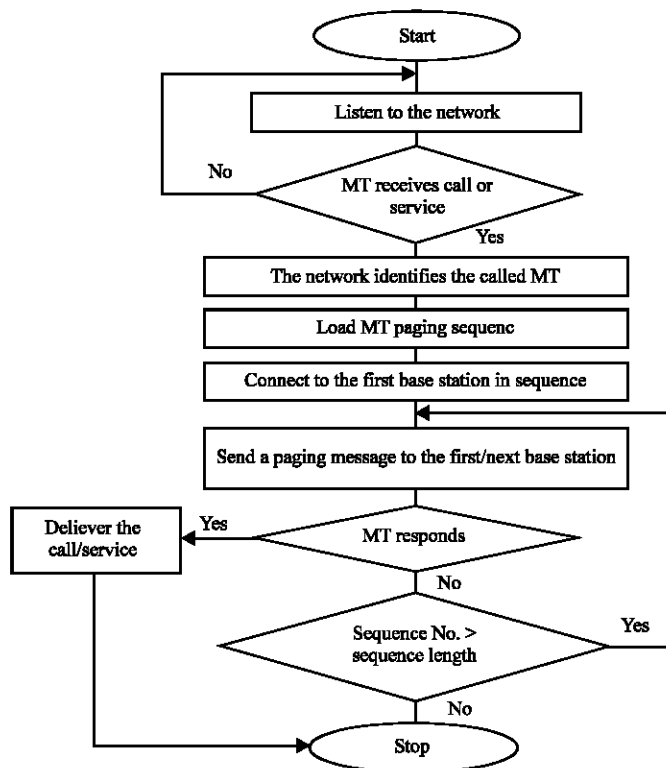 Start
Listen to the network
No
MT receives call or
service
Yes
The network identifies the called MT
Load MT paging sequenc
Connect to the first base station in sequence
Send a paging message to the first/next base station
Deliever the
call/service
Yes
MT responds
No
Sequence No. >
sequence length
Yes
No
Stop